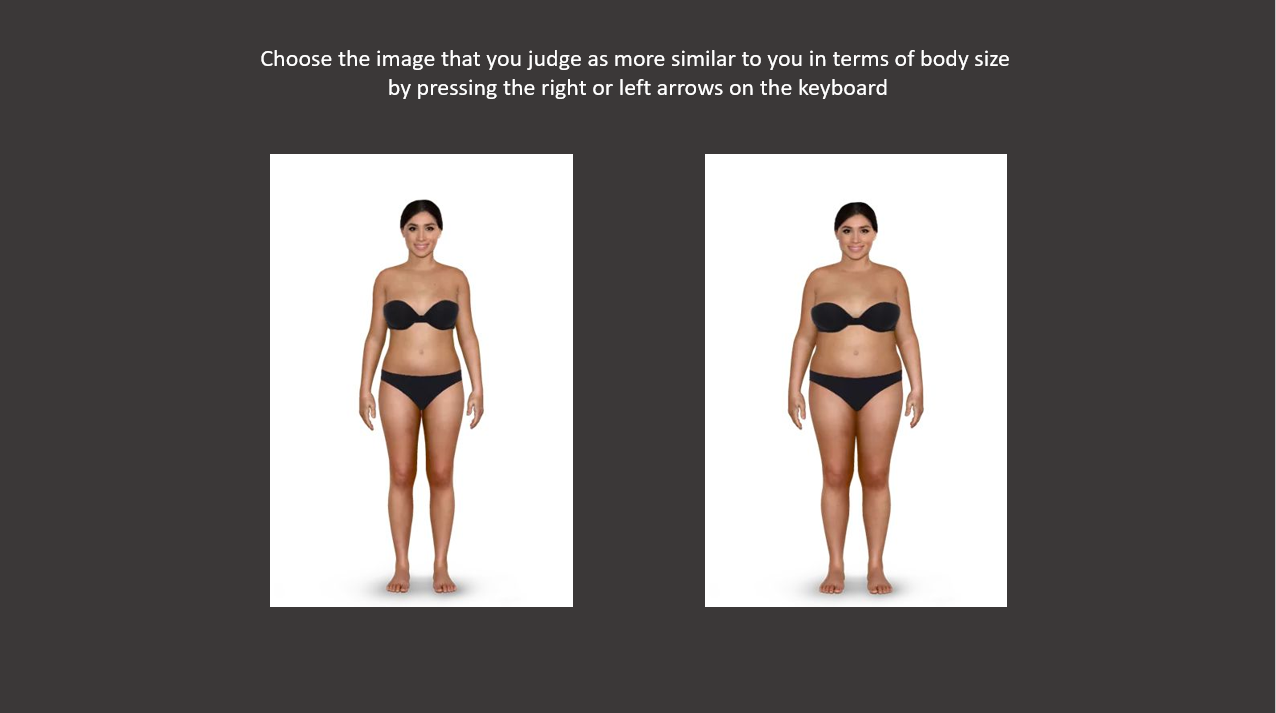 Choose the image that you judge as more similar to you in terms of body size
by pressing the right or left arrows on the keyboard